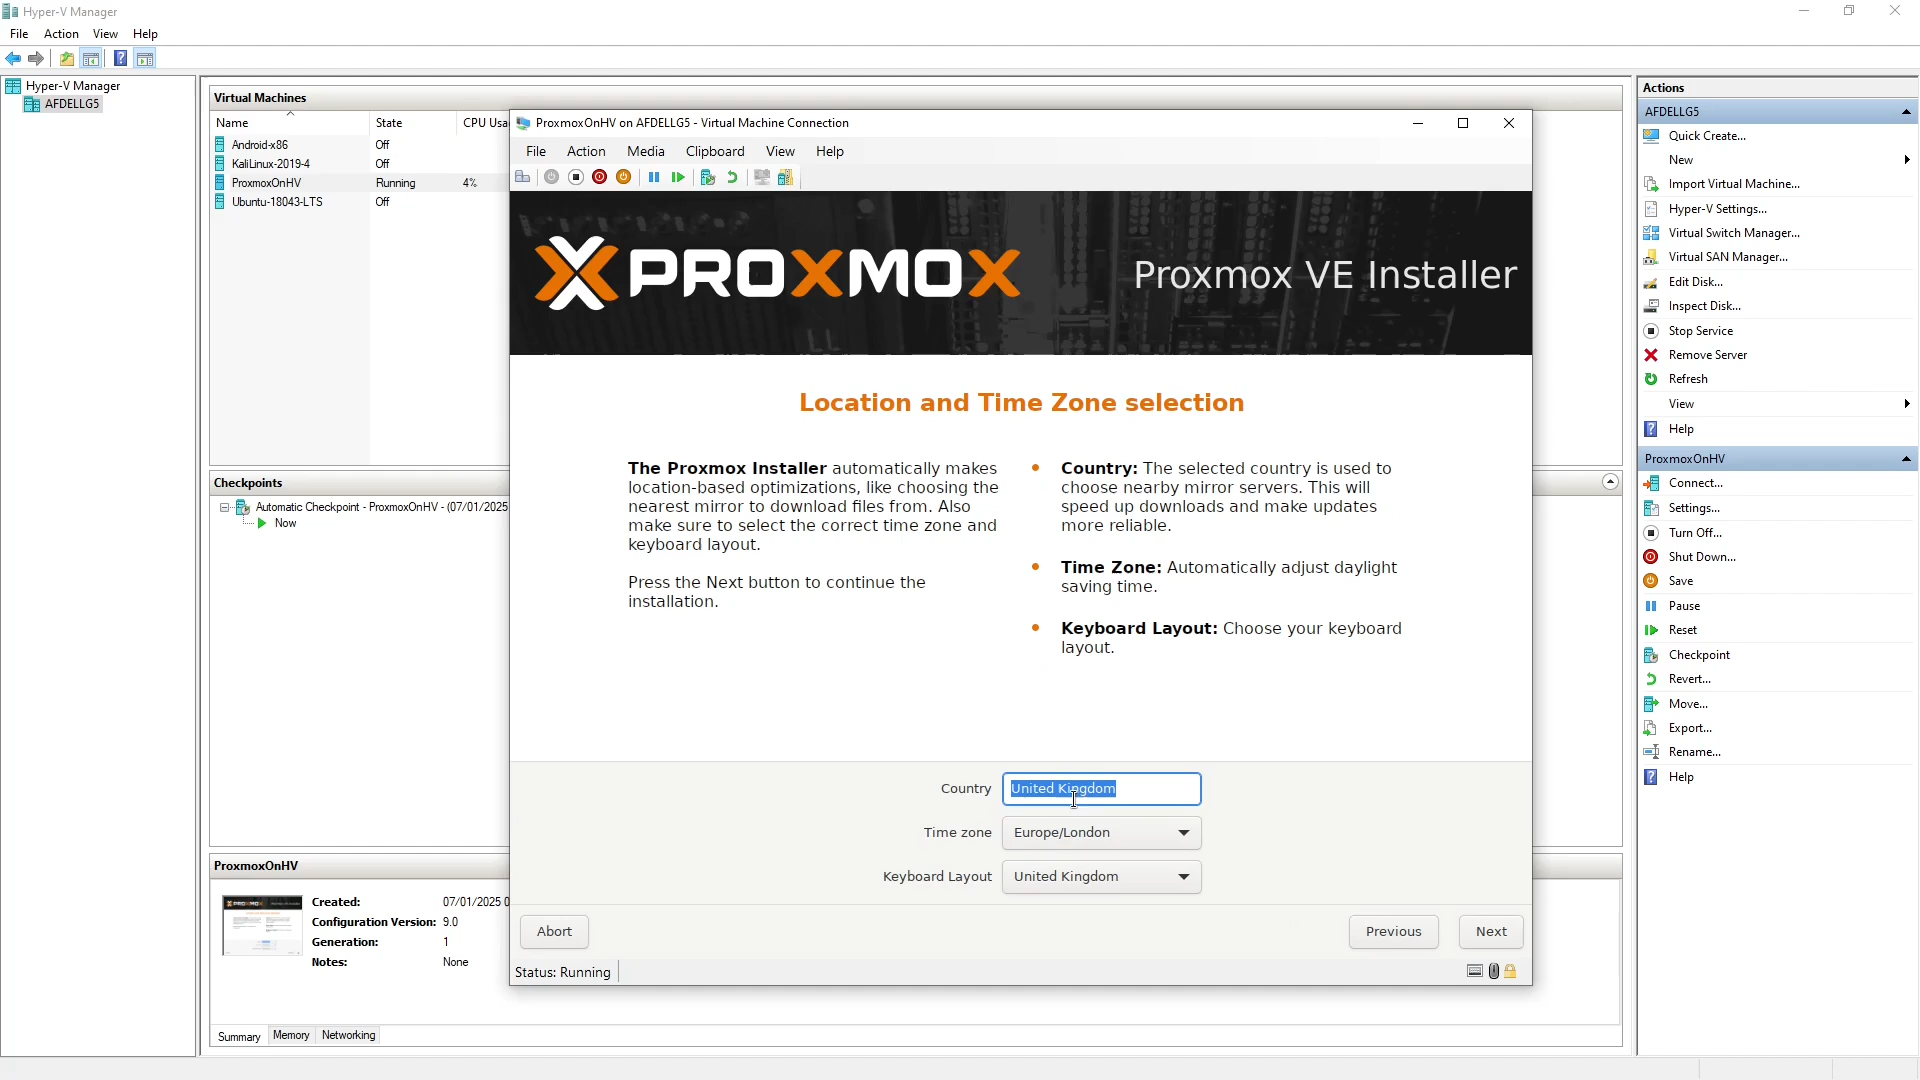 Hyper-V Manager
File Action View Help
Hyper-V Manager
AFDELLG5
Virtual Machines
Name State CPU Usa
Android-x86 Off
KaliLinux-2019-4 Off
ProxmoxOnHV Running 4%
Ubuntu-18043-LTS Off
Checkpoints
Automatic Checkpoint - ProxmoxOnHV - (07/01/2025
Now
ProxmoxOnHV
Created: 07/01/2025 0
Configuration Version: 9.0
Generation: 1
Notes: None
Summary Memory Networking
ProxmoxOnHV on AFDELLG5 - Virtual Machine Connection
File Action Media Clipboard View Help
PROXMOX Proxmox VE Installer
Location and Time Zone selection
The Proxmox Installer automatically makes
location-based optimizations, like choosing the
nearest mirror to download files from. Also
make sure to select the correct time zone and
keyboard layout.
Press the Next button to continue the
installation.
Country: The selected country is used to
choose nearby mirror servers. This will
speed up downloads and make updates
more reliable.
Time Zone: Automatically adjust daylight
saving time.
Keyboard Layout: Choose your keyboard
layout.
Country United Kingdom
Time zone Europe/London
Keyboard Layout United Kingdom
Abort Previous Next
Status: Running
Actions
AFDELLG5
Quick Create...
New
Import Virtual Machine...
Hyper-V Settings...
Virtual Switch Manager...
Virtual SAN Manager...
Edit Disk...
Inspect Disk...
Stop Service
Remove Server
Refresh
View
Help
ProxmoxOnHV
Connect...
Settings...
Turn Off...
Shut Down...
Save
Pause
Reset
Checkpoint
Revert...
Move...
Export...
Rename...
Help